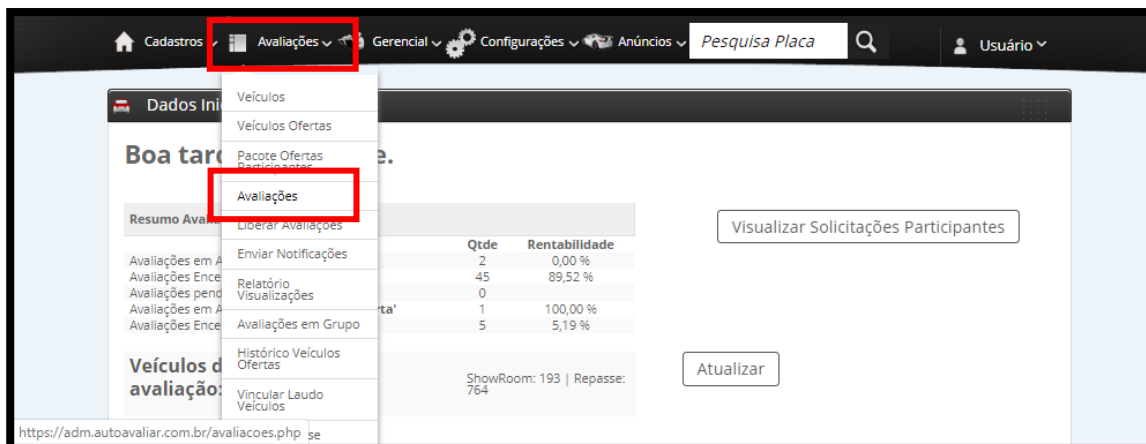 Cadastros Avaliações Gerencial Configurações Anúncios Pesquisa Placa Usuário
Dados Ini
Boa tar e.
Veículos
Veículos Ofertas
Pacote Ofertas
Participantes
Avaliações
Liberar Avaliações
Enviar Notificações
Relatório
Visualizações
Avaliações em Grupo
Histórico Veículos
Ofertas
Vincular Laudo
Veículos
se
Resumo Avali
Qtde Rentabilidade
Avaliações em A 2 0,00 %
Avaliações Ence 45 89,52 %
Avaliações pend 0
Avaliações em A rta' 1 100,00 %
Avaliações Ence 5 5,19 %
Visualizar Solicitações Participantes
Veículos d
avaliação:
ShowRoom: 193 | Repasse:
764
Atualizar
https://adm.autoavaliar.com.br/avaliacoes.php